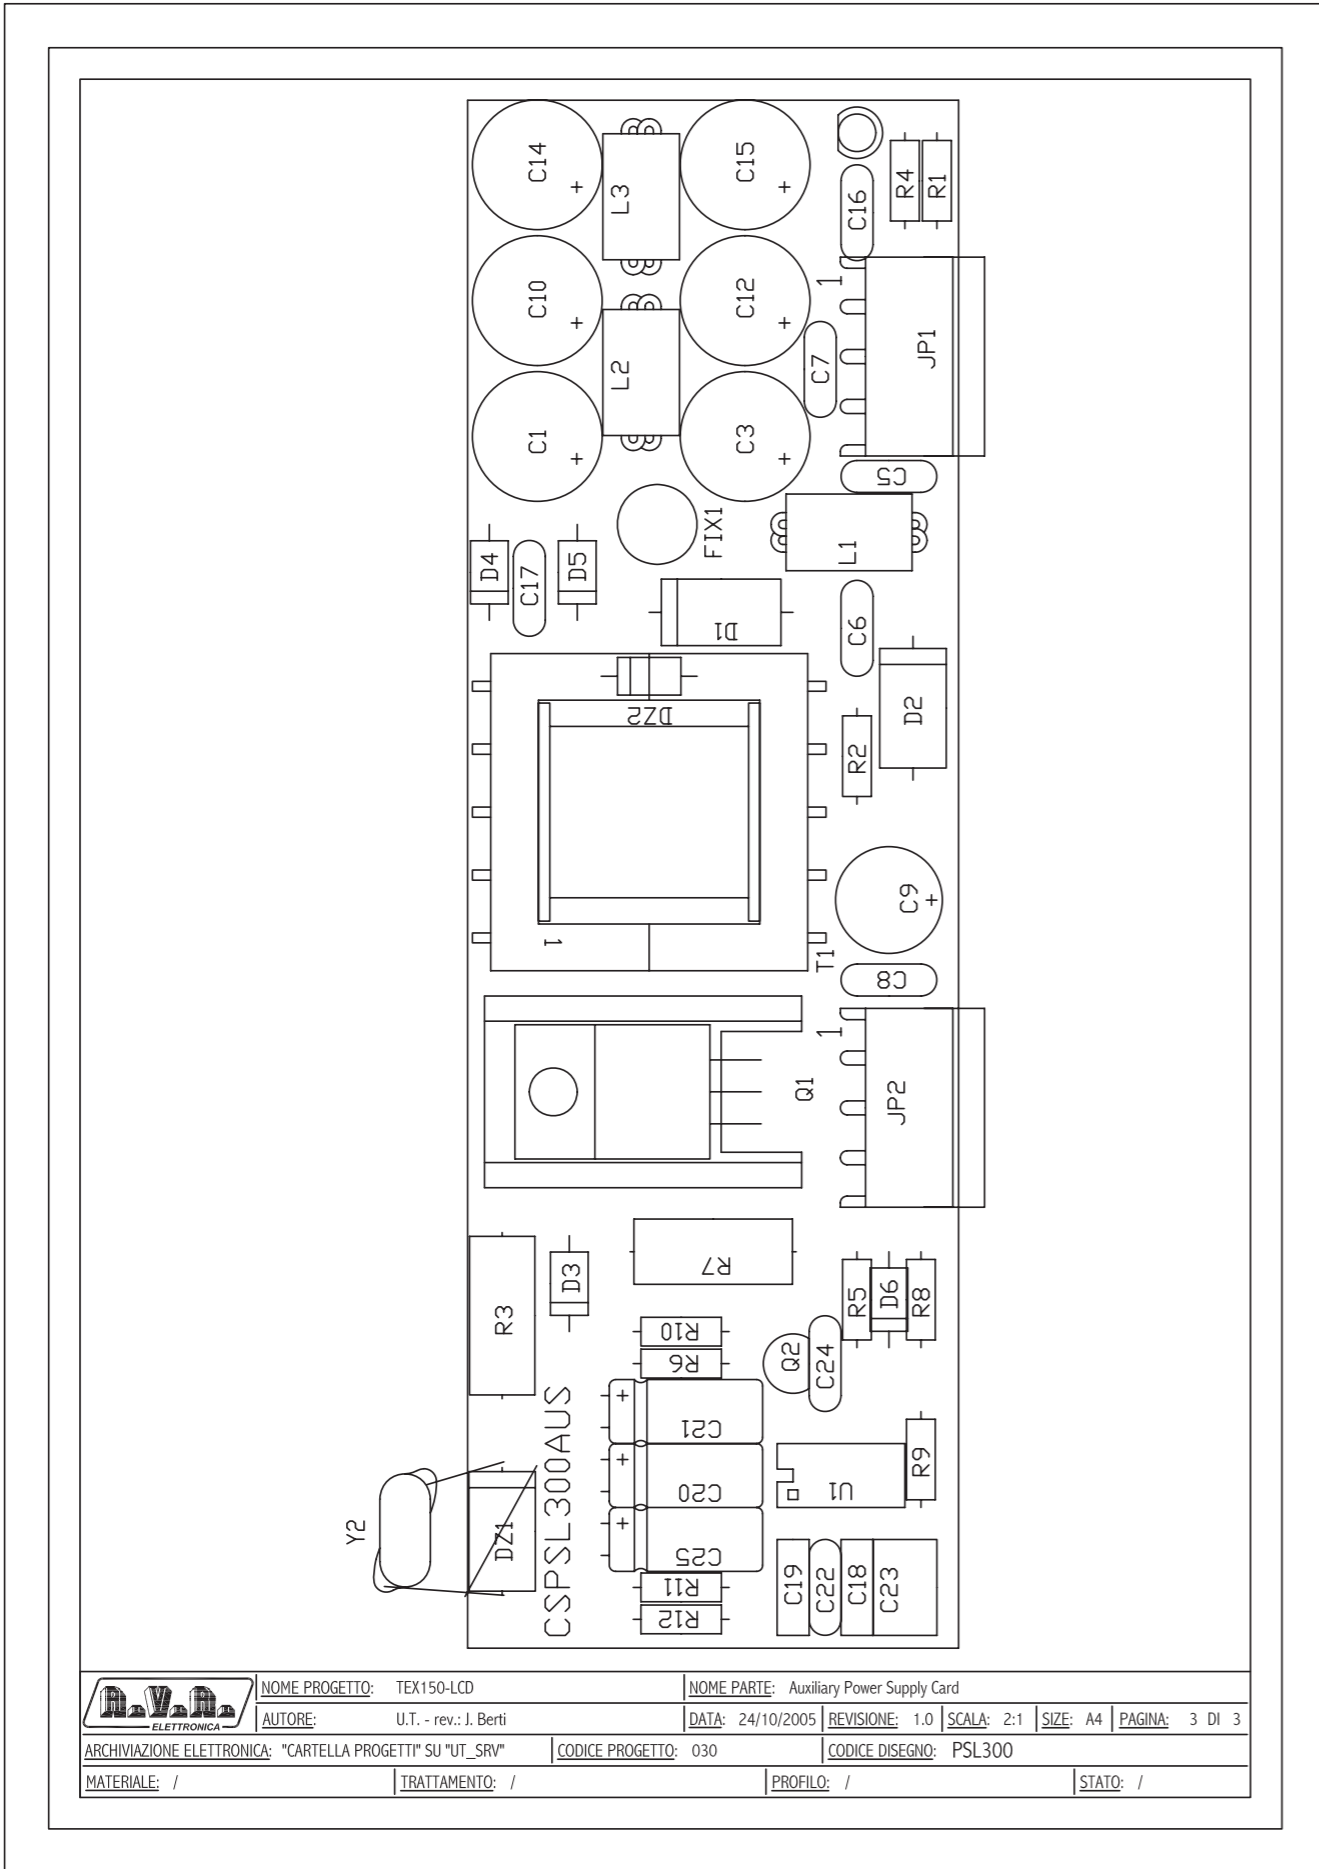 C14
L3
C15
R4
R1
C16
C10
C12
1
JP1
L2
C7
C1
C3
C5
FIX1
L1
D4
C17
D5
D1
C6
DZ2
D2
R2
C9
1
T1
C8
1
Q1
JP2
R7
R3
D3
R5
D6
R8
R10
R6
Q2
C24
C21
CSPSL300AUS
C20
U1
R9
Y2
DZ1
C25
R11
R12
C19
C22
C18
C23
R.V.R. ELETTRONICA
NOME PROGETTO: TEX150-LCD NOME PARTE: Auxiliary Power Supply Card
AUTORE: U.T. - rev.: J. Berti DATA: 24/10/2005 REVISIONE: 1.0 SCALA: 2:1 SIZE: A4 PAGINA: 3 DI 3
ARCHIVIAZIONE ELETTRONICA: "CARTELLA PROGETTI" SU "UT_SRV" CODICE PROGETTO: 030 CODICE DISEGNO: PSL300
MATERIALE: / TRATTAMENTO: / PROFILO: / STATO: /